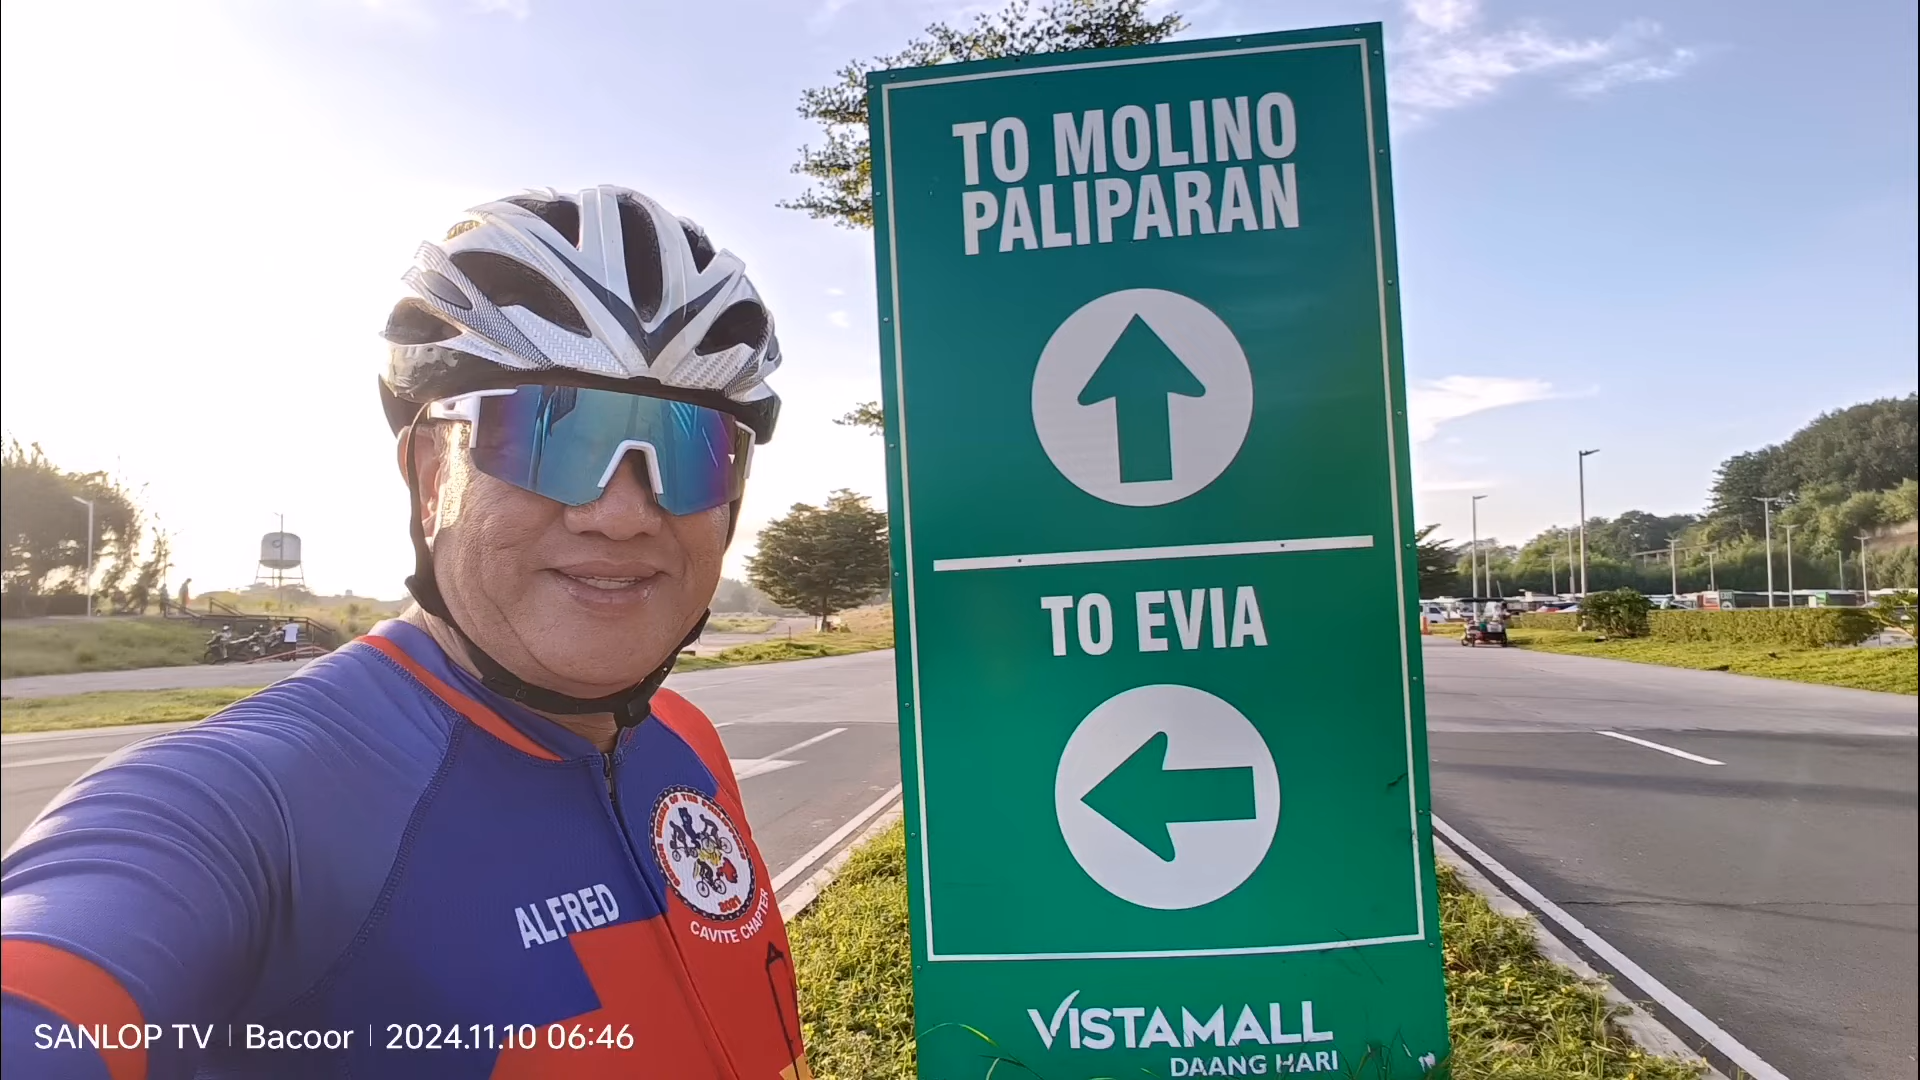 TO MOLINO
PALIPARAN
TO EVIA
VISTAMALL
DAANG HARI
ALFRED
CAVITE CHAPTER
2021
SANLOP TV | Bacoor | 2024.11.10 06:46